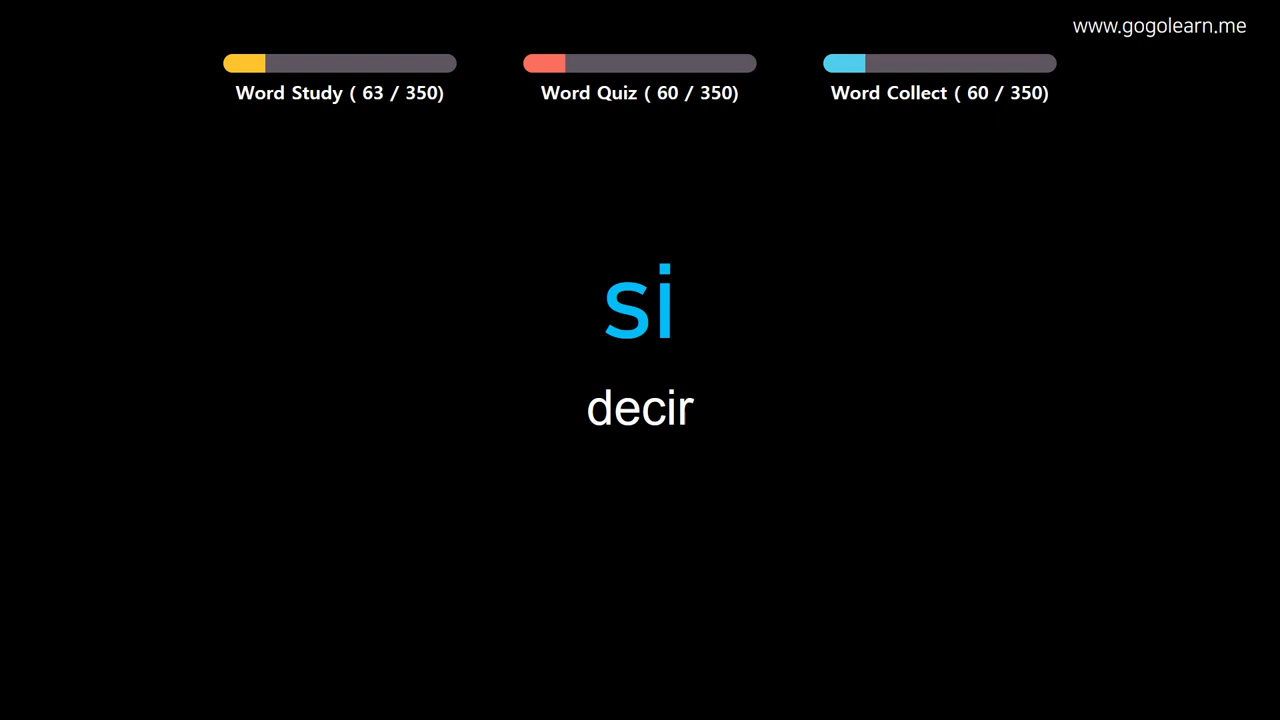 www.gogolearn.me
Word Study ( 63 / 350)
Word Quiz ( 60 / 350)
Word Collect ( 60 / 350)
si
decir